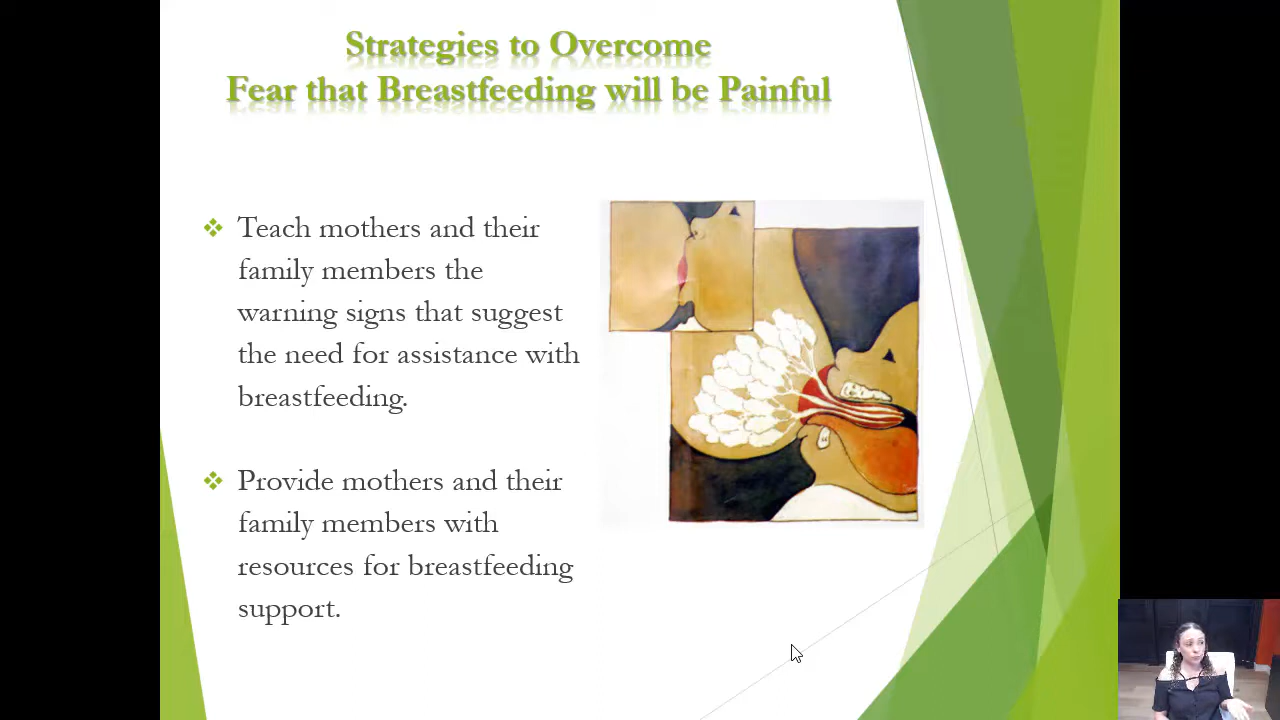 Strategies to Overcome
Fear that Breastfeeding will be Painful
Teach mothers and their
family members the
warning signs that suggest
the need for assistance with
breastfeeding.
Provide mothers and their
family members with
resources for breastfeeding
support.